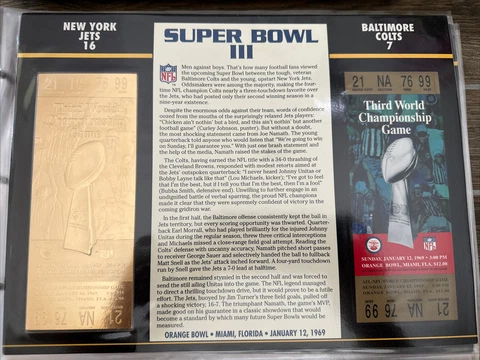 NEW YORK
JETS
16
SUPER BOWL
III
BALTIMORE
COLTS
7
NFL
Men against boys. That's how many football fans viewed
the upcoming Super Bowl between the tough, veteran
Baltimore Colts and the young, upstart New York Jets.
Oddsmakers were among the majority, making the four-
time NFL champion Colts nearly a three-touchdown favorite over
the Jets, who had posted only their second winning season in a
nine-year existence.
Despite the enormous odds against their team, words of confidence
oozed from the mouths of the surprisingly relaxed Jets players:
"Chicken ain't nothin' but a bird, and this ain't nothin' but another
football game" (Curley Johnson, punter). But without a doubt,
the most shocking statement came from Joe Namath. The young
quarterback told anyone who would listen that "We're going to win
on Sunday, I'll guarantee you." With just one brash statement and
the help of the media, Namath raised the stakes of the game.
The Colts, having earned the NFL title with a 34-0 thrashing of
the Cleveland Browns, responded with verbal artillery aimed at
the Jets' outspoken quarterback: "I never heard Johnny Unitas or
Bobby Layne talk like that" (Lou Michaels, kicker); "I've got to feel
that I'm the best, but if I tell you that I'm the best, then I'm a fool"
(Bubba Smith, defensive end). Unwilling to further engage in an
undignified battle of verbal sparring, the proud NFL champions
made it clear that they were supremely confident of victory in the
coming gridiron war.
In the first half, the Baltimore offense consistently kept the ball in
Jets territory, but every scoring opportunity was thwarted. Quarter-
back Earl Morrall, who had played brilliantly for the injured Johnny
Unitas during the regular season, threw three critical interceptions
and Michaels missed a close-range field goal attempt. Reading the
Colts' defense with uncanny accuracy, Namath pitched short passes
to receiver George Sauer and selectively handed the ball to fullback
Matt Snell as the Jets' attack inched forward. A four-yard touchdown
run by Snell gave the Jets a 7-0 lead at halftime.
Baltimore remained stymied in the second half and was forced to
send the still ailing Unitas into the game. The NFL legend managed
to direct a thrilling touchdown drive, but it would prove to be a futile
effort. The Jets, buoyed by Jim Turner's three field goals, pulled off
a shocking victory, 16-7. The triumphant Namath, the game's MVP,
made good on his guarantee in a classic showdown that would
become a standard by which many future Super Bowls would be
measured.
ORANGE BOWL • MIAMI, FLORIDA • JANUARY 12, 1969
21 NA 76 99
Third World
Championship
Game
NFL
SUNDAY, JANUARY 12, 1969 • 3:00 PM
ORANGE BOWL, MIAMI, FLA. $12.00
21 NA 76 99